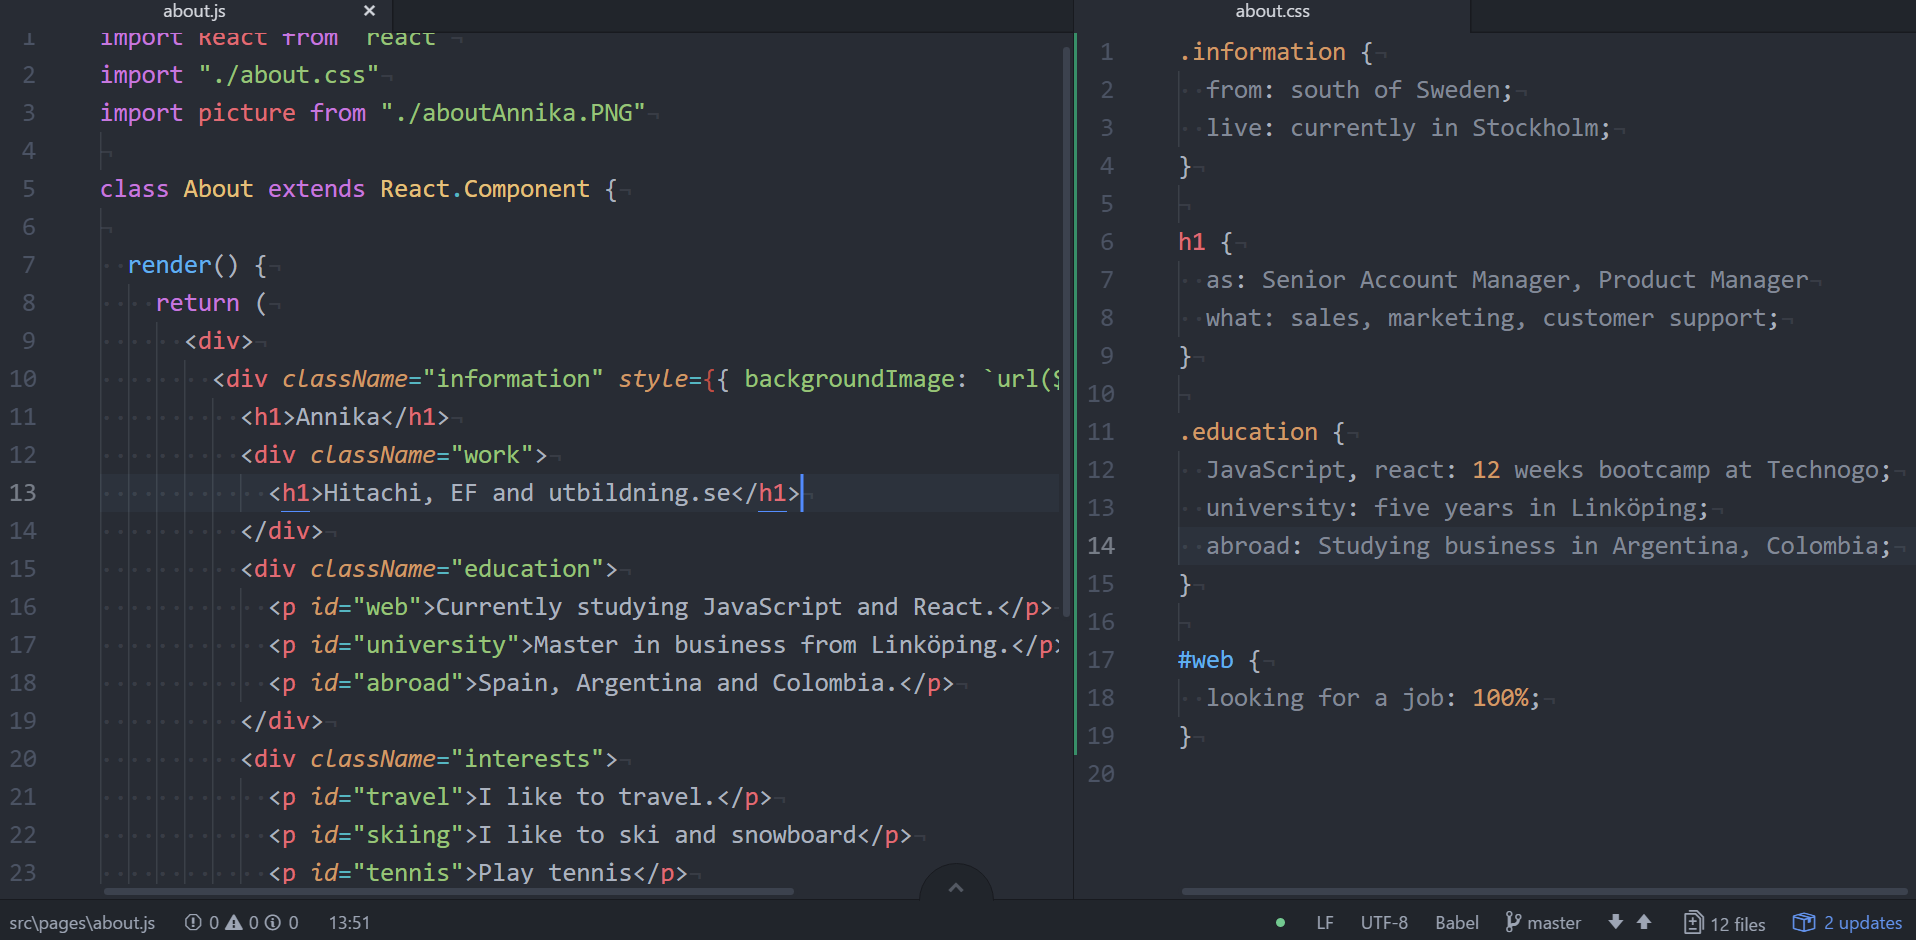 about.js ×
1 import React from "react"
2 import "./about.css"
3 import picture from "./aboutAnnika.PNG"
4
5 class About extends React.Component {
6
7 render() {
8 return (
9 <div>
10 <div className="information" style={{ backgroundImage: `url($
11 <h1>Annika</h1>
12 <div className="work">
13 <h1>Hitachi, EF and utbildning.se</h1>
14 </div>
15 <div className="education">
16 <p id="web">Currently studying JavaScript and React.</p>
17 <p id="university">Master in business from Linköping.</p>
18 <p id="abroad">Spain, Argentina and Colombia.</p>
19 </div>
20 <div className="interests">
21 <p id="travel">I like to travel.</p>
22 <p id="skiing">I like to ski and snowboard</p>
23 <p id="tennis">Play tennis</p>
about.css
1 .information {
2 from: south of Sweden;
3 live: currently in Stockholm;
4 }
5
6 h1 {
7 as: Senior Account Manager, Product Manager
8 what: sales, marketing, customer support;
9 }
10
11 .education {
12 JavaScript, react: 12 weeks bootcamp at Technogo;
13 university: five years in Linköping;
14 abroad: Studying business in Argentina, Colombia;
15 }
16
17 #web {
18 looking for a job: 100%;
19 }
20
src\pages\about.js 0 0 0 13:51 LF UTF-8 Babel master 12 files 2 updates